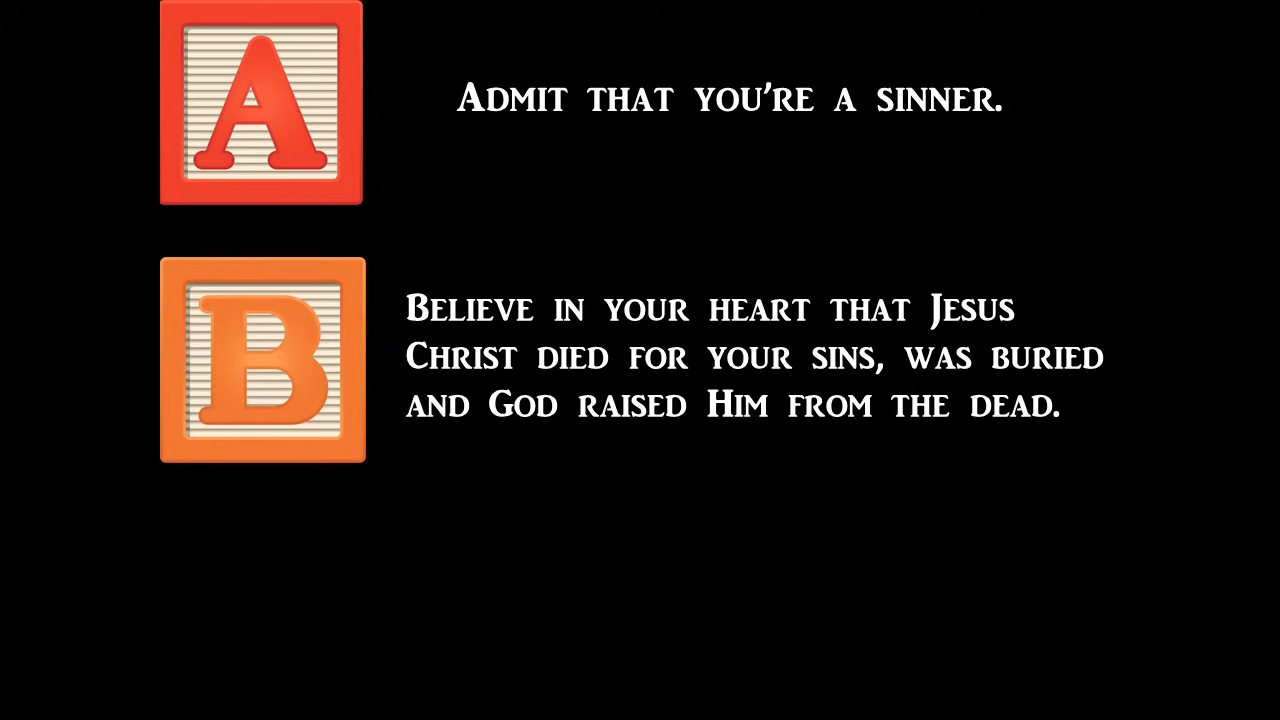 A
Admit that you're a sinner.
B
Believe in your heart that Jesus
Christ died for your sins, was buried
and God raised Him from the dead.